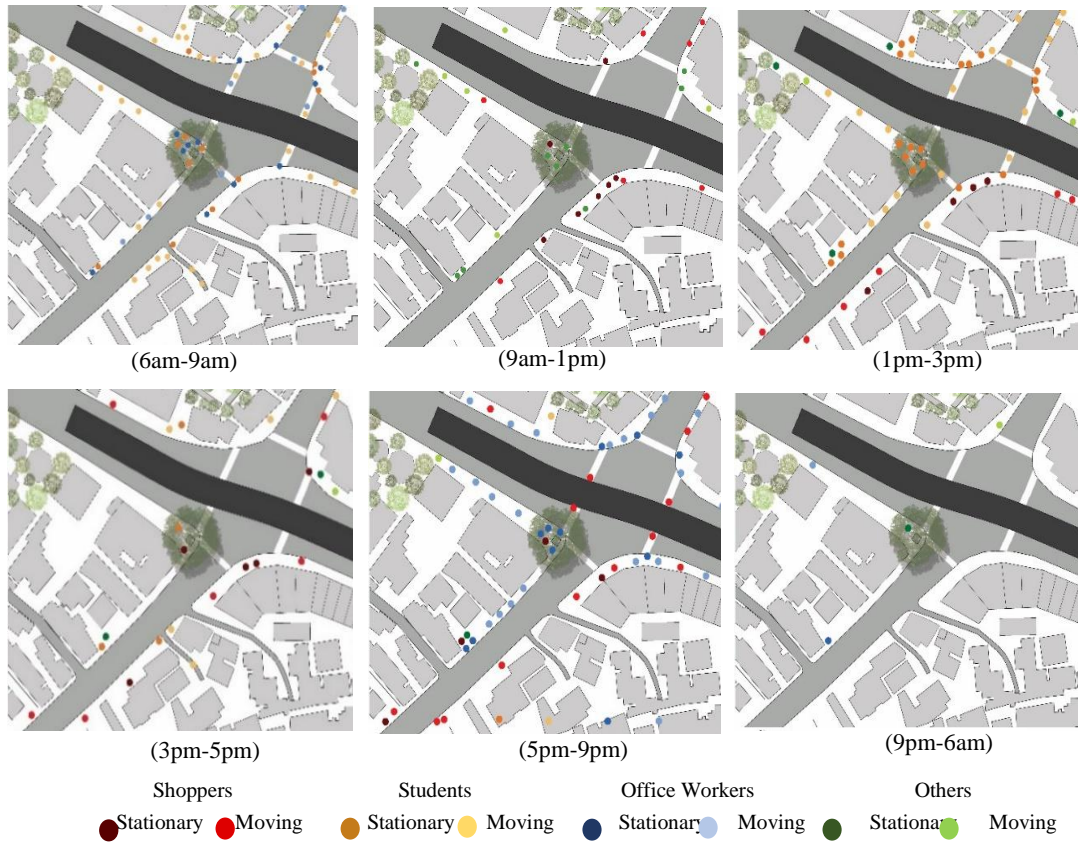 (6am-9am) (9am-1pm) (1pm-3pm)
(3pm-5pm) (5pm-9pm) (9pm-6am)
Shoppers Students Office Workers Others
Stationary Moving Stationary Moving Stationary Moving Stationary Moving